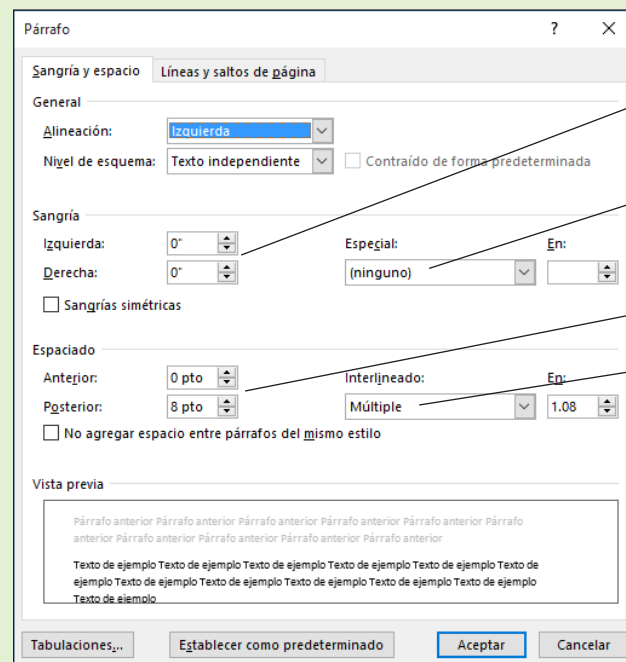 Párrafo ? X
Sangría y espacio Líneas y saltos de página
General
Alineación: Izquierda
Nivel de esquema: Texto independiente Contraído de forma predeterminada
Sangría
Izquierda: 0" Especial: En:
Derecha: 0" (ninguno)
Sangrías simétricas
Espaciado
Anterior: 0 pto Interlineado: En:
Posterior: 8 pto Múltiple 1.08
No agregar espacio entre párrafos del mismo estilo
Vista previa
Párrafo anterior Párrafo anterior Párrafo anterior Párrafo anterior Párrafo anterior Párrafo
anterior Párrafo anterior Párrafo anterior Párrafo anterior Párrafo anterior
Texto de ejemplo Texto de ejemplo Texto de ejemplo Texto de ejemplo Texto de ejemplo Texto de
ejemplo Texto de ejemplo Texto de ejemplo Texto de ejemplo Texto de ejemplo Texto de ejemplo
Texto de ejemplo
Tabulaciones... Establecer como predeterminado Aceptar Cancelar